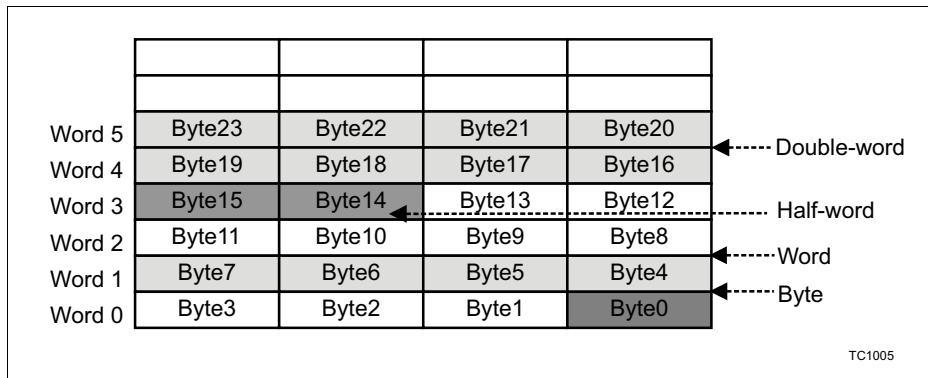 Word 5 Byte23 Byte22 Byte21 Byte20
Double-word
Word 4 Byte19 Byte18 Byte17 Byte16
Word 3 Byte15 Byte14 Byte13 Byte12
Half-word
Word 2 Byte11 Byte10 Byte9 Byte8
Word
Word 1 Byte7 Byte6 Byte5 Byte4
Byte
Word 0 Byte3 Byte2 Byte1 Byte0
TC1005